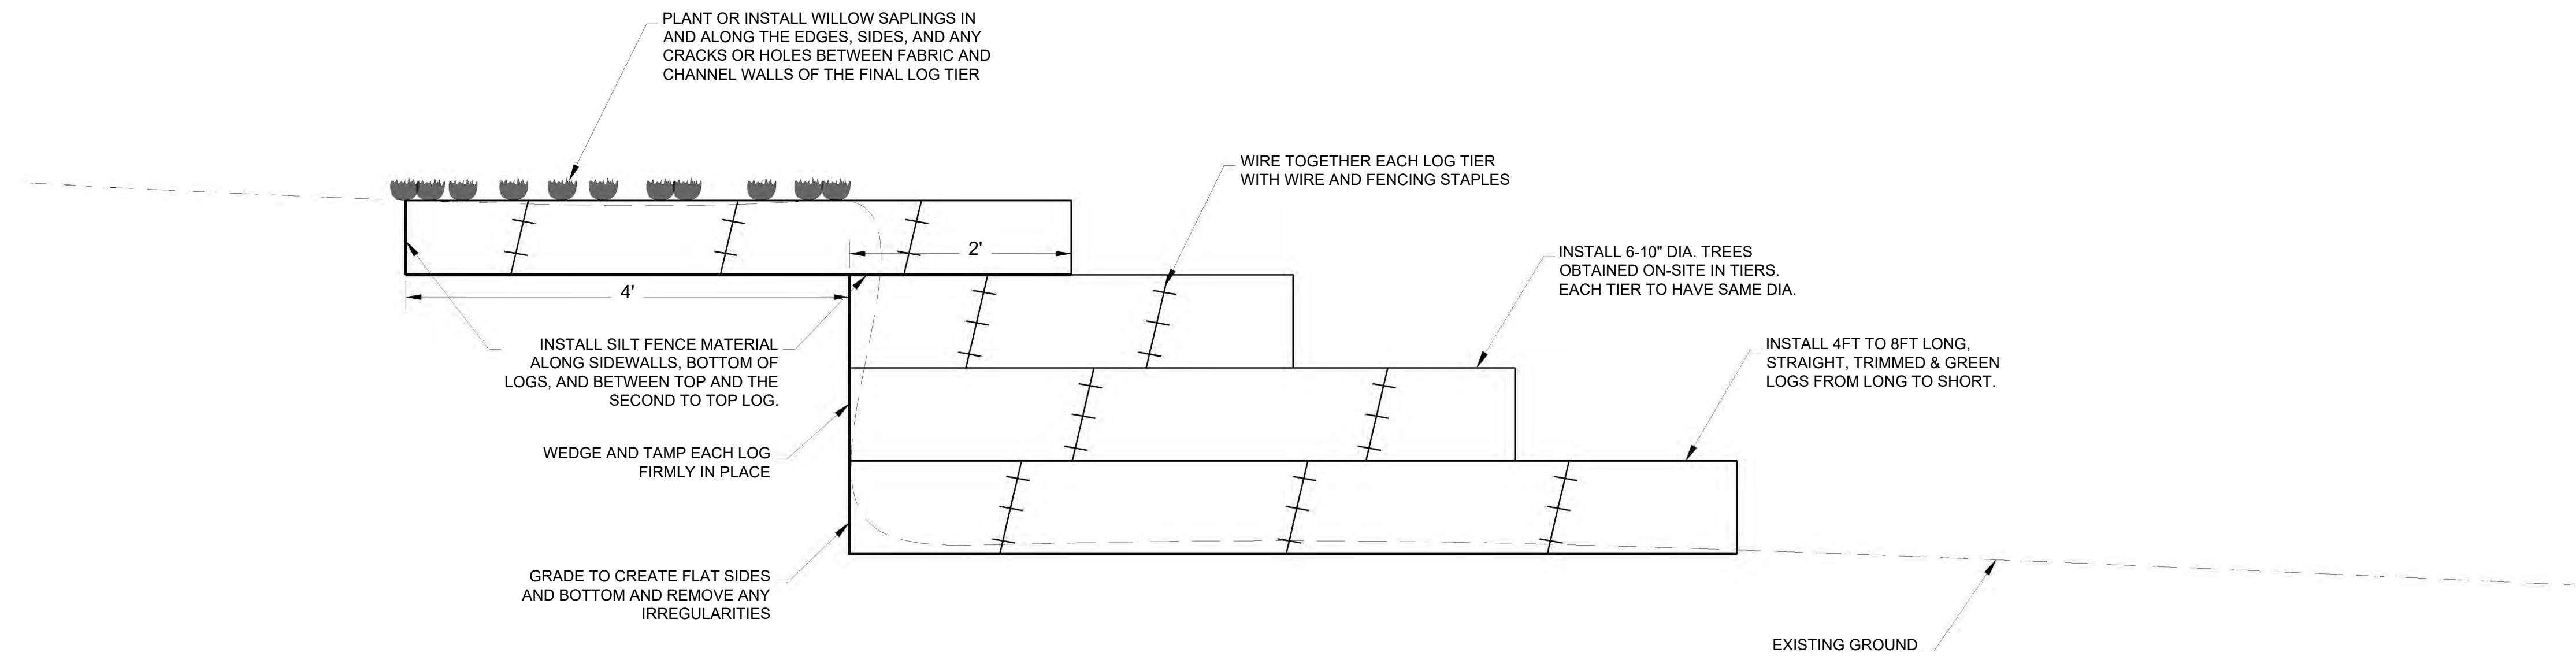 PLANT OR INSTALL WILLOW SAPLINGS IN
AND ALONG THE EDGES, SIDES, AND ANY
CRACKS OR HOLES BETWEEN FABRIC AND
CHANNEL WALLS OF THE FINAL LOG TIER
WIRE TOGETHER EACH LOG TIER
WITH WIRE AND FENCING STAPLES
2'
INSTALL 6-10" DIA. TREES
OBTAINED ON-SITE IN TIERS.
EACH TIER TO HAVE SAME DIA.
4'
INSTALL SILT FENCE MATERIAL
ALONG SIDEWALLS, BOTTOM OF
LOGS, AND BETWEEN TOP AND THE
SECOND TO TOP LOG.
INSTALL 4FT TO 8FT LONG,
STRAIGHT, TRIMMED & GREEN
LOGS FROM LONG TO SHORT.
WEDGE AND TAMP EACH LOG
FIRMLY IN PLACE
GRADE TO CREATE FLAT SIDES
AND BOTTOM AND REMOVE ANY
IRREGULARITIES
EXISTING GROUND